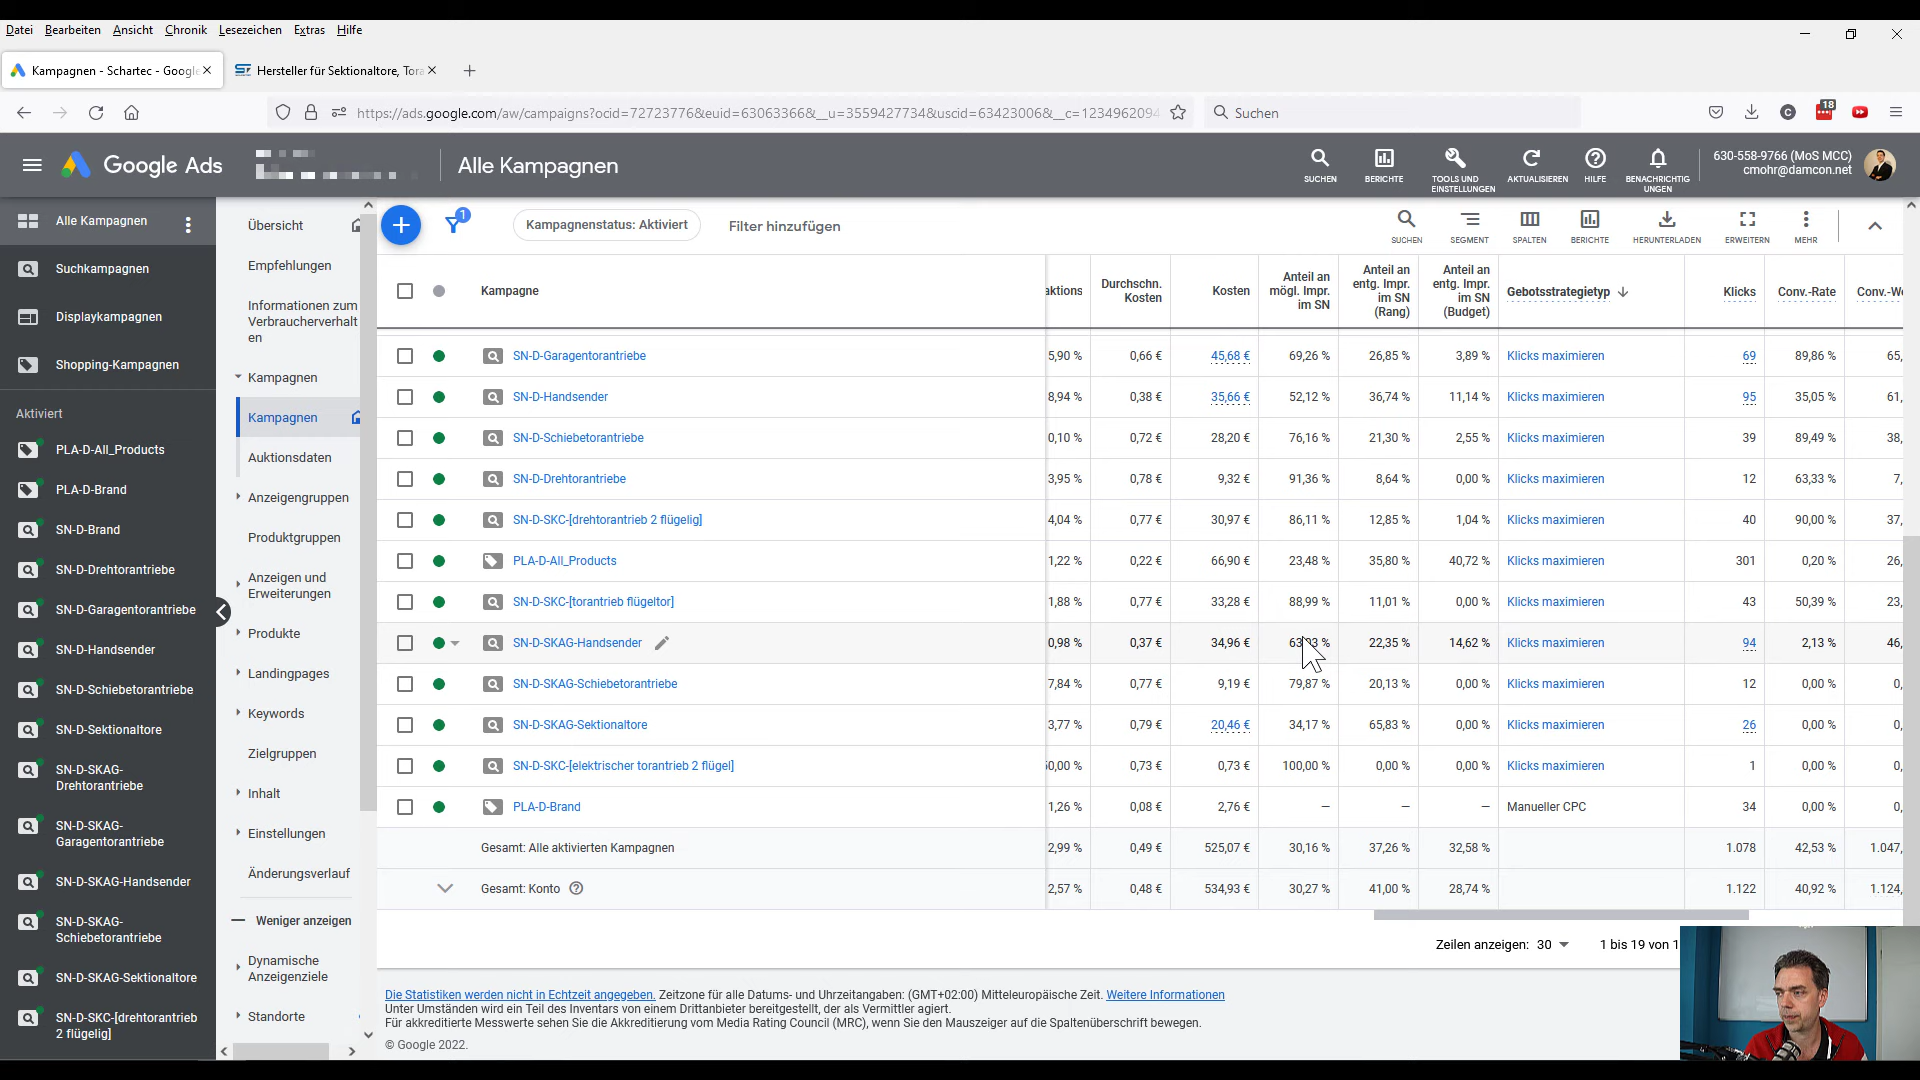 Datei Bearbeiten Ansicht Chronik Lesezeichen Extras Hilfe
Kampagnen - Schartec - Google
Hersteller für Sektionaltore, Tora
https://ads.google.com/aw/campaigns?ocid=72723776&euid=63063366&__u=3559427734&uscid=63423006&__c=1234962094
Suchen
18
Google Ads
Alle Kampagnen
SUCHEN
BERICHTE
TOOLS UND EINSTELLUNGEN
AKTUALISIEREN
HILFE
BENACHRICHTIG UNGEN
630-558-9766 (MoS MCC)
cmohr@damcon.net
Alle Kampagnen
Suchkampagnen
Displaykampagnen
Shopping-Kampagnen
Aktiviert
PLA-D-All_Products
PLA-D-Brand
SN-D-Brand
SN-D-Drehtorantriebe
SN-D-Garagentorantriebe
SN-D-Handsender
SN-D-Schiebetorantriebe
SN-D-Sektionaltore
SN-D-SKAG-
Drehtorantriebe
SN-D-SKAG-
Garagentorantriebe
SN-D-SKAG-Handsender
SN-D-SKAG-
Schiebetorantriebe
SN-D-SKAG-Sektionaltore
SN-D-SKC-[drehtorantrieb
2 flügelig]
Übersicht
Empfehlungen
Informationen zum
Verbraucherverhalt
en
Kampagnen
Kampagnen
Auktionsdaten
Anzeigengruppen
Produktgruppen
Anzeigen und
Erweiterungen
Produkte
Landingpages
Keywords
Zielgruppen
Inhalt
Einstellungen
Änderungsverlauf
Weniger anzeigen
Dynamische
Anzeigenziele
Standorte
1
Kampagnenstatus: Aktiviert
Filter hinzufügen
SUCHEN SEGMENT SPALTEN BERICHTE HERUNTERLADEN ERWEITERN MEHR
Kampagne aktions Durchschn. Kosten Kosten Anteil an mögl. Impr. im SN Anteil an entg. Impr. im SN (Rang) Anteil an entg. Impr. im SN (Budget) Gebotsstrategietyp Klicks Conv.-Rate Conv.-We
SN-D-Garagentorantriebe 5,90 % 0,66 € 45,68 € 69,26 % 26,85 % 3,89 % Klicks maximieren 69 89,86 % 65,
SN-D-Handsender 8,94 % 0,38 € 35,66 € 52,12 % 36,74 % 11,14 % Klicks maximieren 95 35,05 % 61,
SN-D-Schiebetorantriebe 0,10 % 0,72 € 28,20 € 76,16 % 21,30 % 2,55 % Klicks maximieren 39 89,49 % 38,
SN-D-Drehtorantriebe 3,95 % 0,78 € 9,32 € 91,36 % 8,64 % 0,00 % Klicks maximieren 12 63,33 % 7,
SN-D-SKC-[drehtorantrieb 2 flügelig] 4,04 % 0,77 € 30,97 € 86,11 % 12,85 % 1,04 % Klicks maximieren 40 90,00 % 37,
PLA-D-All_Products 1,22 % 0,22 € 66,90 € 23,48 % 35,80 % 40,72 % Klicks maximieren 301 0,20 % 26,
SN-D-SKC-[torantrieb flügeltor] 1,88 % 0,77 € 33,28 € 88,99 % 11,01 % 0,00 % Klicks maximieren 43 50,39 % 23,
SN-D-SKAG-Handsender 0,98 % 0,37 € 34,96 € 22,35 % 14,62 % Klicks maximieren 94 2,13 % 46,
SN-D-SKAG-Schiebetorantriebe 7,84 % 0,77 € 9,19 € 79,87 % 20,13 % 0,00 % Klicks maximieren 12 0,00 % 0,
SN-D-SKAG-Sektionaltore 3,77 % 0,79 € 20,46 € 34,17 % 65,83 % 0,00 % Klicks maximieren 26 0,00 % 0,
SN-D-SKC-[elektrischer torantrieb 2 flügel] 0,00 % 0,73 € 0,73 € 100,00 % 0,00 % 0,00 % Klicks maximieren 1 0,00 % 0,
PLA-D-Brand 1,26 % 0,08 € 2,76 € – – – Manueller CPC 34 0,00 % 0,
Gesamt: Alle aktivierten Kampagnen 2,99 % 0,49 € 525,07 € 30,16 % 37,26 % 32,58 % 1.078 42,53 % 1.047,
Gesamt: Konto 2,57 % 0,48 € 534,93 € 30,27 % 41,00 % 28,74 % 1.122 40,92 % 1.124,
Zeilen anzeigen: 30 1 bis 19 von 1
Die Statistiken werden nicht in Echtzeit angegeben. Zeitzone für alle Datums- und Uhrzeitangaben: (GMT+02:00) Mitteleuropäische Zeit. Weitere Informationen
Unter Umständen wird ein Teil des Inventars von einem Drittanbieter bereitgestellt, der als Vermittler agiert.
Für akkreditierte Messwerte sehen Sie die Akkreditierung vom Media Rating Council (MRC), wenn Sie den Mauszeiger auf die Spaltenüberschrift bewegen.
© Google 2022.